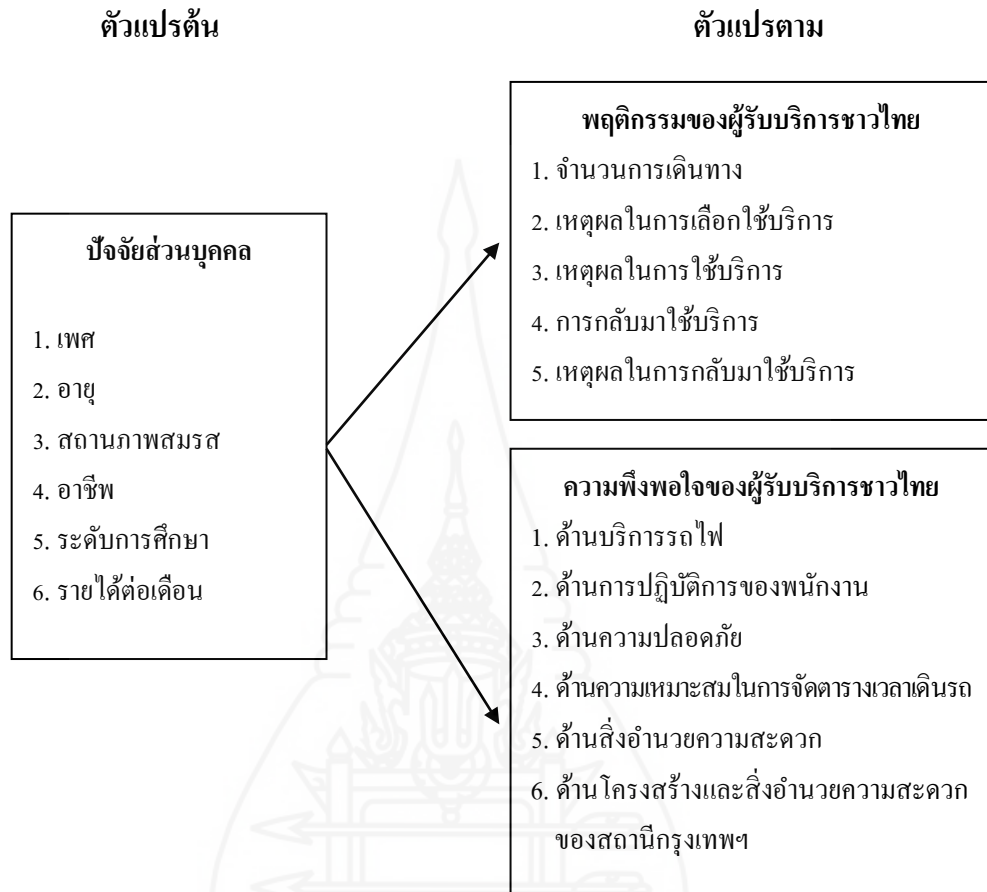 ตัวแปรต้น
ตัวแปรตาม
ปัจจัยส่วนบุคคล
1. เพศ
2. อายุ
3. สถานภาพสมรส
4. อาชีพ
5. ระดับการศึกษา
6. รายได้ต่อเดือน
พฤติกรรมของผู้รับบริการชาวไทย
1. จำนวนการเดินทาง
2. เหตุผลในการเลือกใช้บริการ
3. เหตุผลในการใช้บริการ
4. การกลับมาใช้บริการ
5. เหตุผลในการกลับมาใช้บริการ
ความพึงพอใจของผู้รับบริการชาวไทย
1. ด้านบริการรถไฟ
2. ด้านการปฏิบัติการของพนักงาน
3. ด้านความปลอดภัย
4. ด้านความเหมาะสมในการจัดตารางเวลาเดินรถ
5. ด้านสิ่งอำนวยความสะดวก
6. ด้านโครงสร้างและสิ่งอำนวยความสะดวก
ของสถานีกรุงเทพฯ